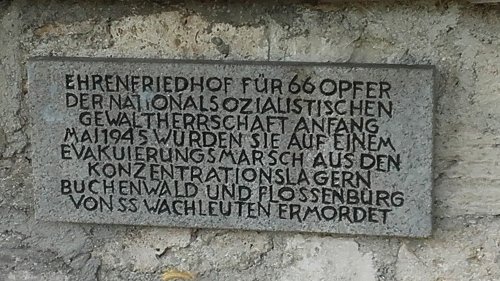 EHRENFRIEDHOF FÜR 66 OPFER
DER NATIONALSOZIALISTISCHEN
GEWALTHERRSCHAFT ANFANG
MAI 1945 WURDEN SIE AUF EINEM
EVAKUIERUNGSMARSCH AUS DEN
KONZENTRATIONSLAGERN
BUCHENWALD UND FLOSSENBÜRG
VON SS WACHLEUTEN ERMORDET